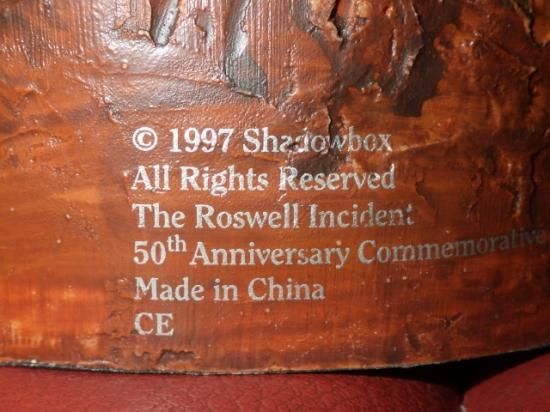 © 1997 Shadowbox
All Rights Reserved
The Roswell Incident
50th Anniversary Commemorative
Made in China
CE